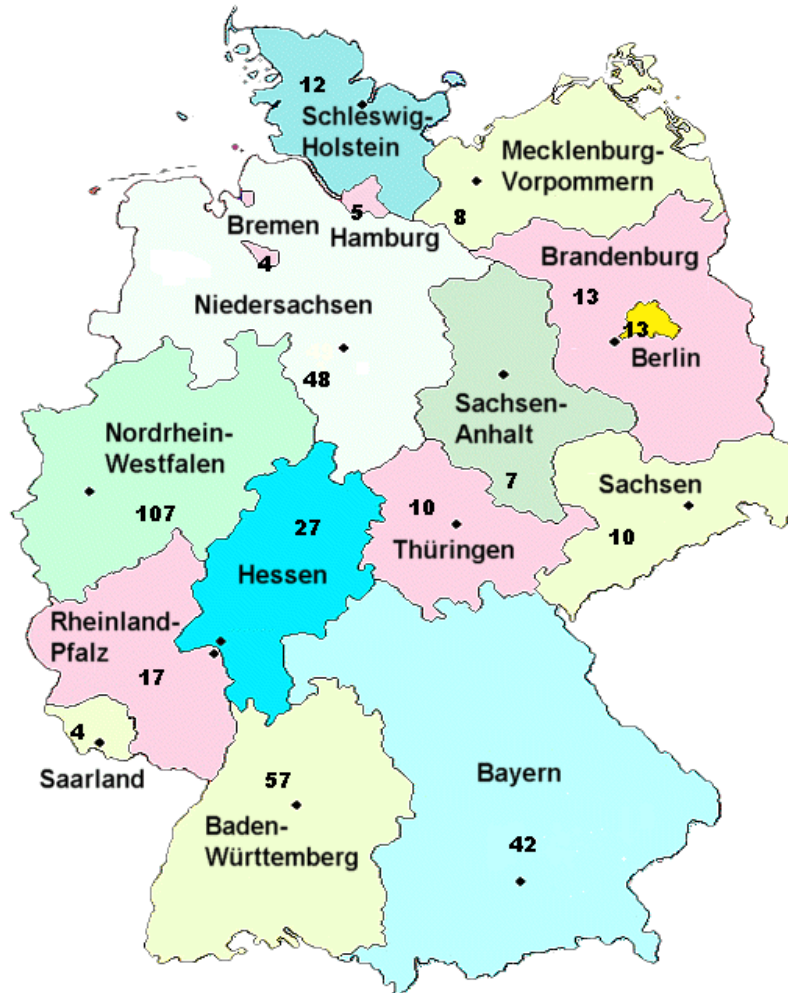 12
Schleswig-
Holstein
Mecklenburg-
Vorpommern
8
5
Hamburg
Bremen
4
Niedersachsen
48
Brandenburg
13
13
Berlin
Sachsen-
Anhalt
7
Nordrhein-
Westfalen
107
27
Hessen
10
Thüringen
Sachsen
10
Rheinland-
Pfalz
17
4
Saarland
57
Baden-
Württemberg
Bayern
42